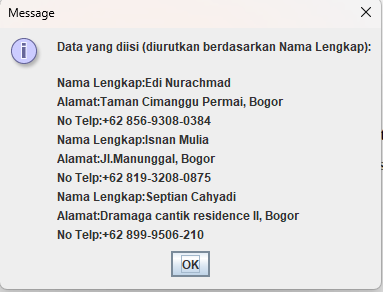 Message
Data yang diisi (diurutkan berdasarkan Nama Lengkap):
Nama Lengkap:Edi Nurachmad
Alamat:Taman Cimanggu Permai, Bogor
No Telp:+62 856-9308-0384
Nama Lengkap:Isnan Mulia
Alamat:Jl.Manunggal, Bogor
No Telp:+62 819-3208-0875
Nama Lengkap:Septian Cahyadi
Alamat:Dramaga cantik residence II, Bogor
No Telp:+62 899-9506-210
OK